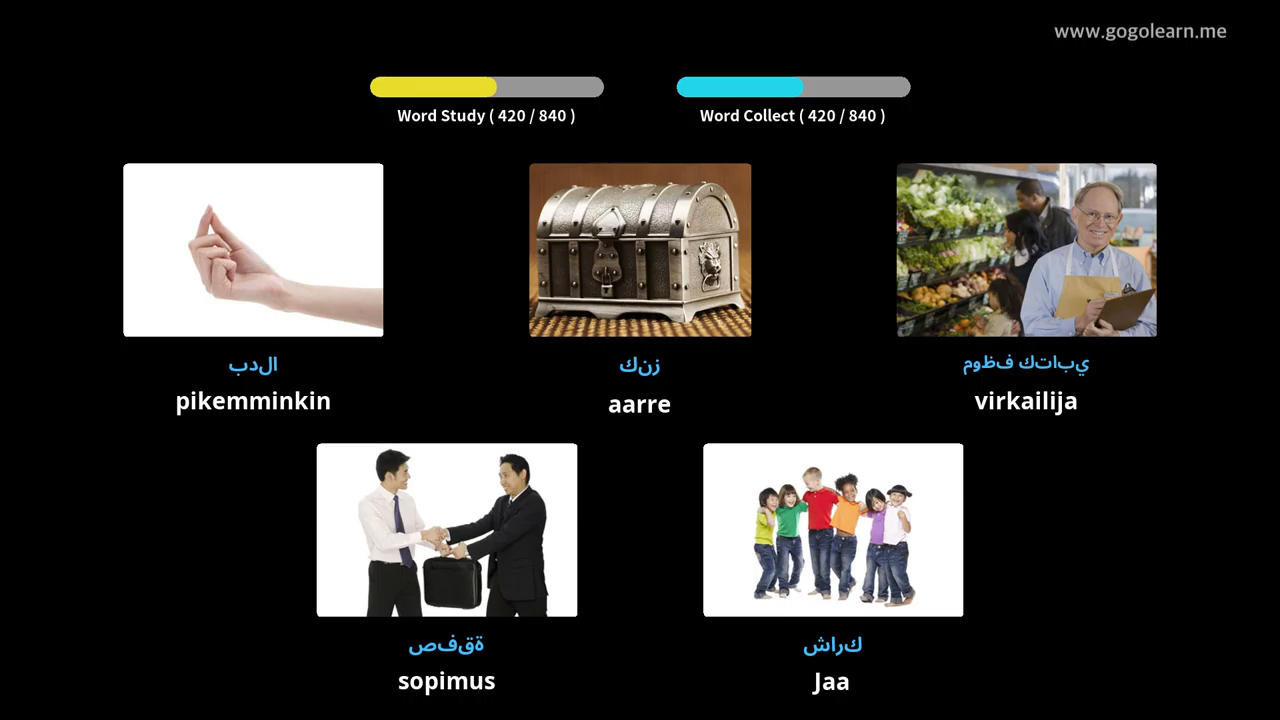 www.gogolearn.me
Word Study ( 420 / 840 )
Word Collect ( 420 / 840 )
الدب
pikemminkin
زنك
aarre
يباتك فظوم
virkailija
ةقفص
sopimus
كراش
Jaa